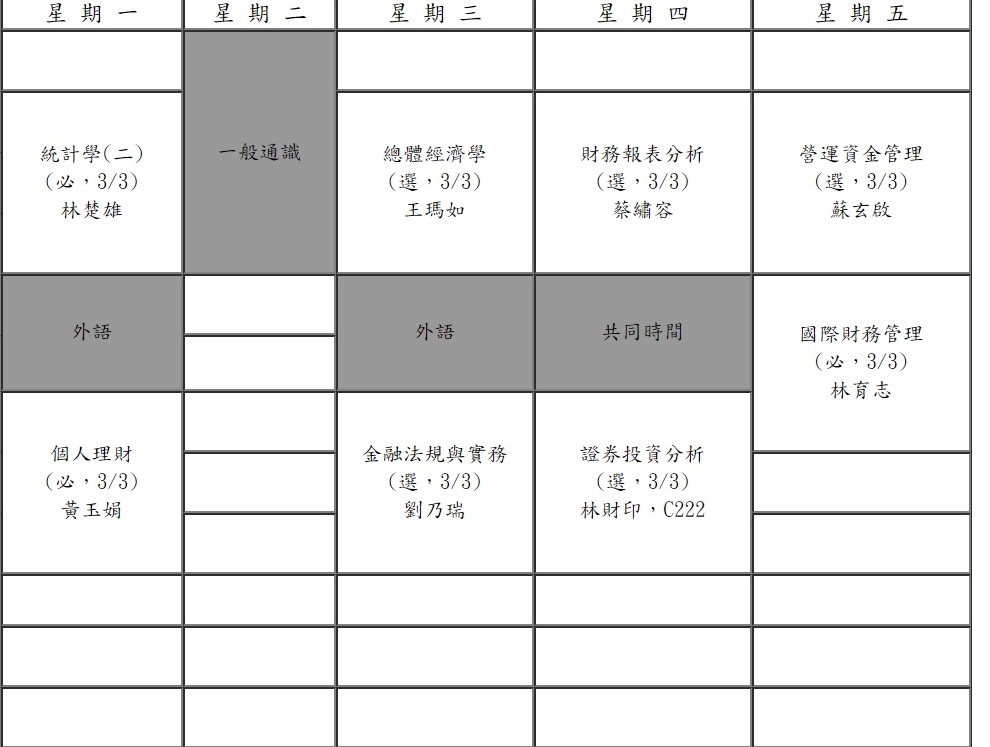 星期一
星期二
星期三
星期四
星期五
統計學(二)
(必，3/3)
林楚雄
一般通識
總體經濟學
(選，3/3)
王瑪如
財務報表分析
(選，3/3)
蔡繡容
營運資金管理
(選，3/3)
蘇玄啟
外語
外語
共同時間
國際財務管理
(必，3/3)
林育志
個人理財
(必，3/3)
黃玉娟
金融法規與實務
(選，3/3)
劉乃瑞
證券投資分析
(選，3/3)
林財印，C222